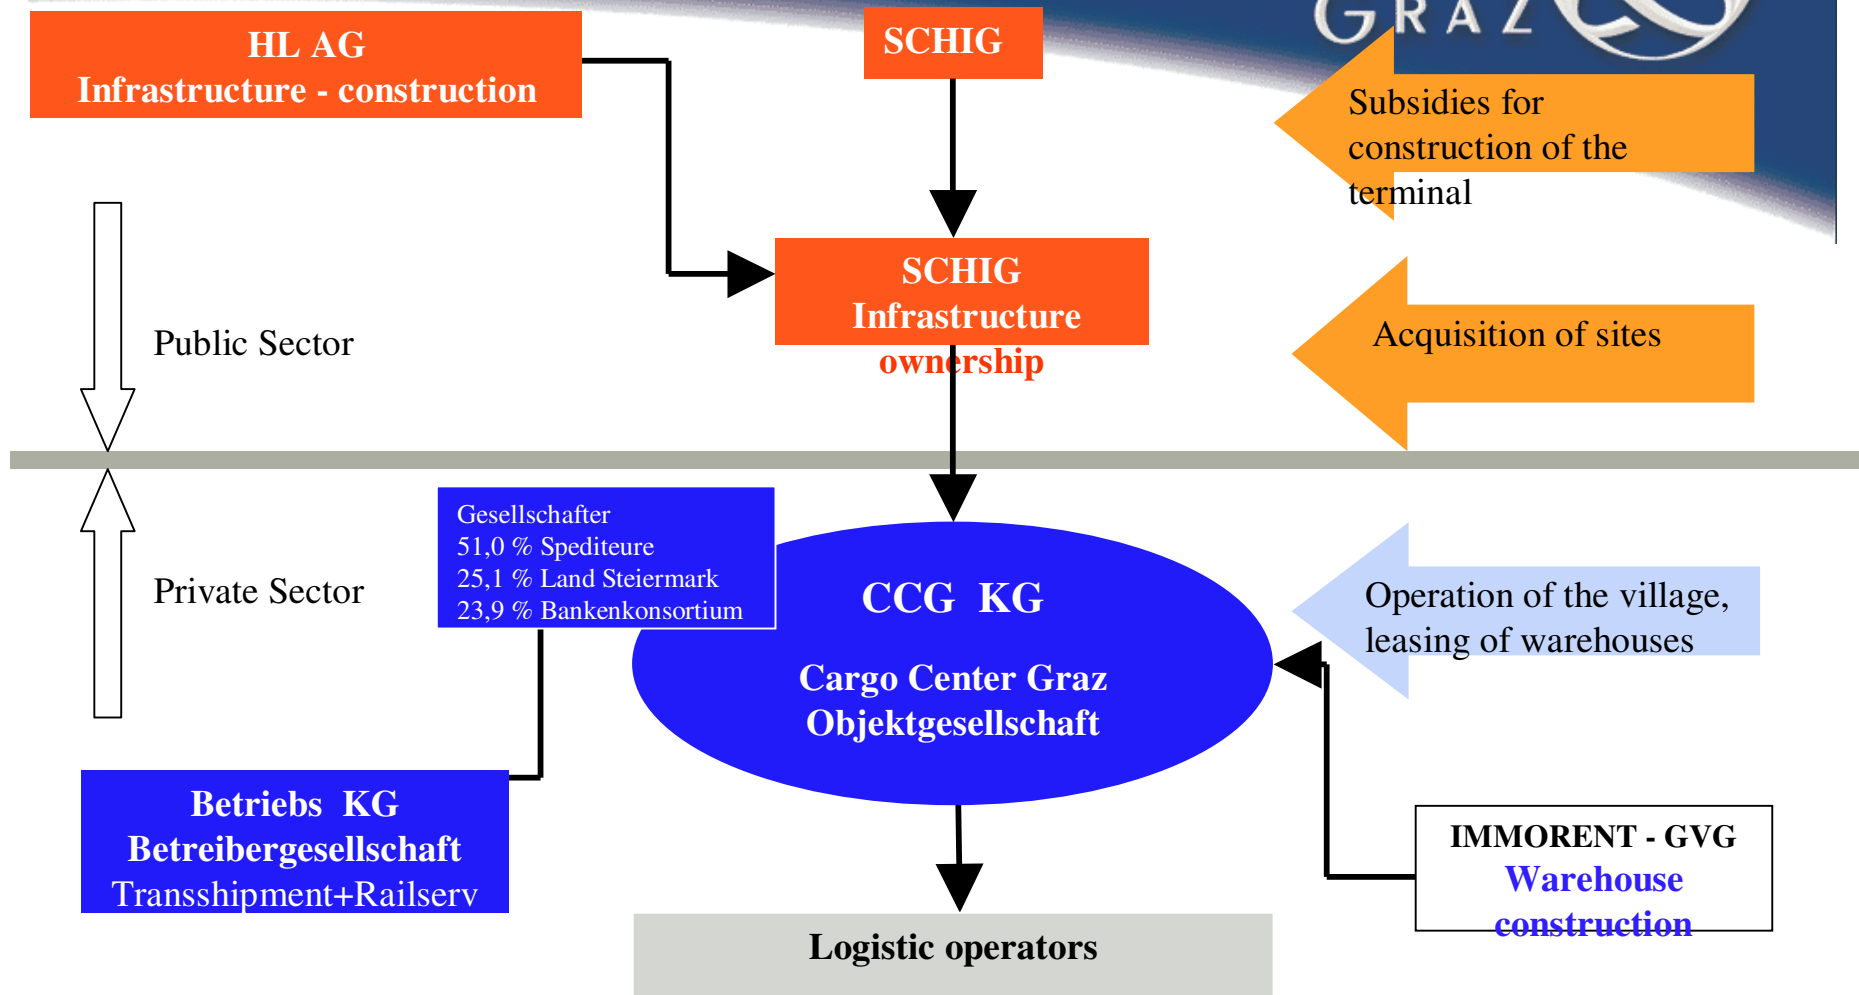 GRAZ
HL AG
Infrastructure - construction
SCHIG
Subsidies for
construction of the
terminal
SCHIG
Infrastructure
ownership
Public Sector
Acquisition of sites
Private Sector
Gesellschafter
51,0 % Spediteure
25,1 % Land Steiermark
23,9 % Bankenkonsortium
CCG KG
Cargo Center Graz
Objektgesellschaft
Operation of the village,
leasing of warehouses
Betriebs KG
Betreibergesellschaft
Transshipment+Railserv
IMMORENT - GVG
Warehouse
construction
Logistic operators